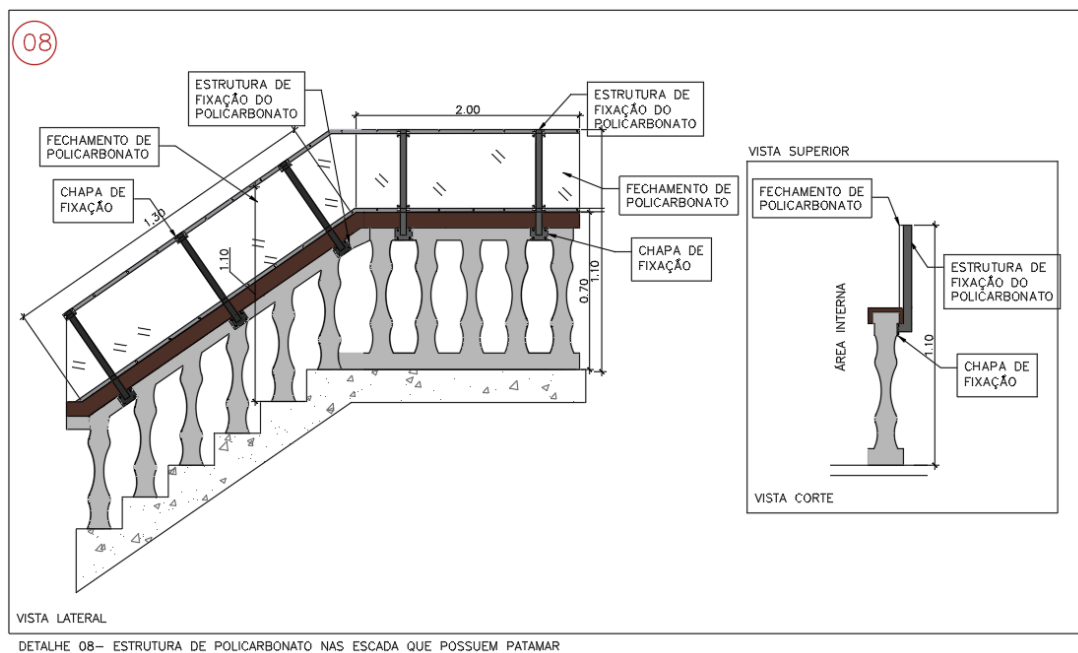 08
ESTRUTURA DE
FIXAÇÃO DO
POLICARBONATO
2.00
ESTRUTURA DE
FIXAÇÃO DO
POLICARBONATO
FECHAMENTO DE
POLICARBONATO
CHAPA DE
FIXAÇÃO
1.30
1.10
FECHAMENTO DE
POLICARBONATO
CHAPA DE
FIXAÇÃO
0.70
1.10
VISTA LATERAL
VISTA SUPERIOR
FECHAMENTO DE
POLICARBONATO
ESTRUTURA DE
FIXAÇÃO DO
POLICARBONATO
ÁREA INTERNA
1.10
CHAPA DE
FIXAÇÃO
VISTA CORTE
DETALHE 08– ESTRUTURA DE POLICARBONATO NAS ESCADA QUE POSSUEM PATAMAR